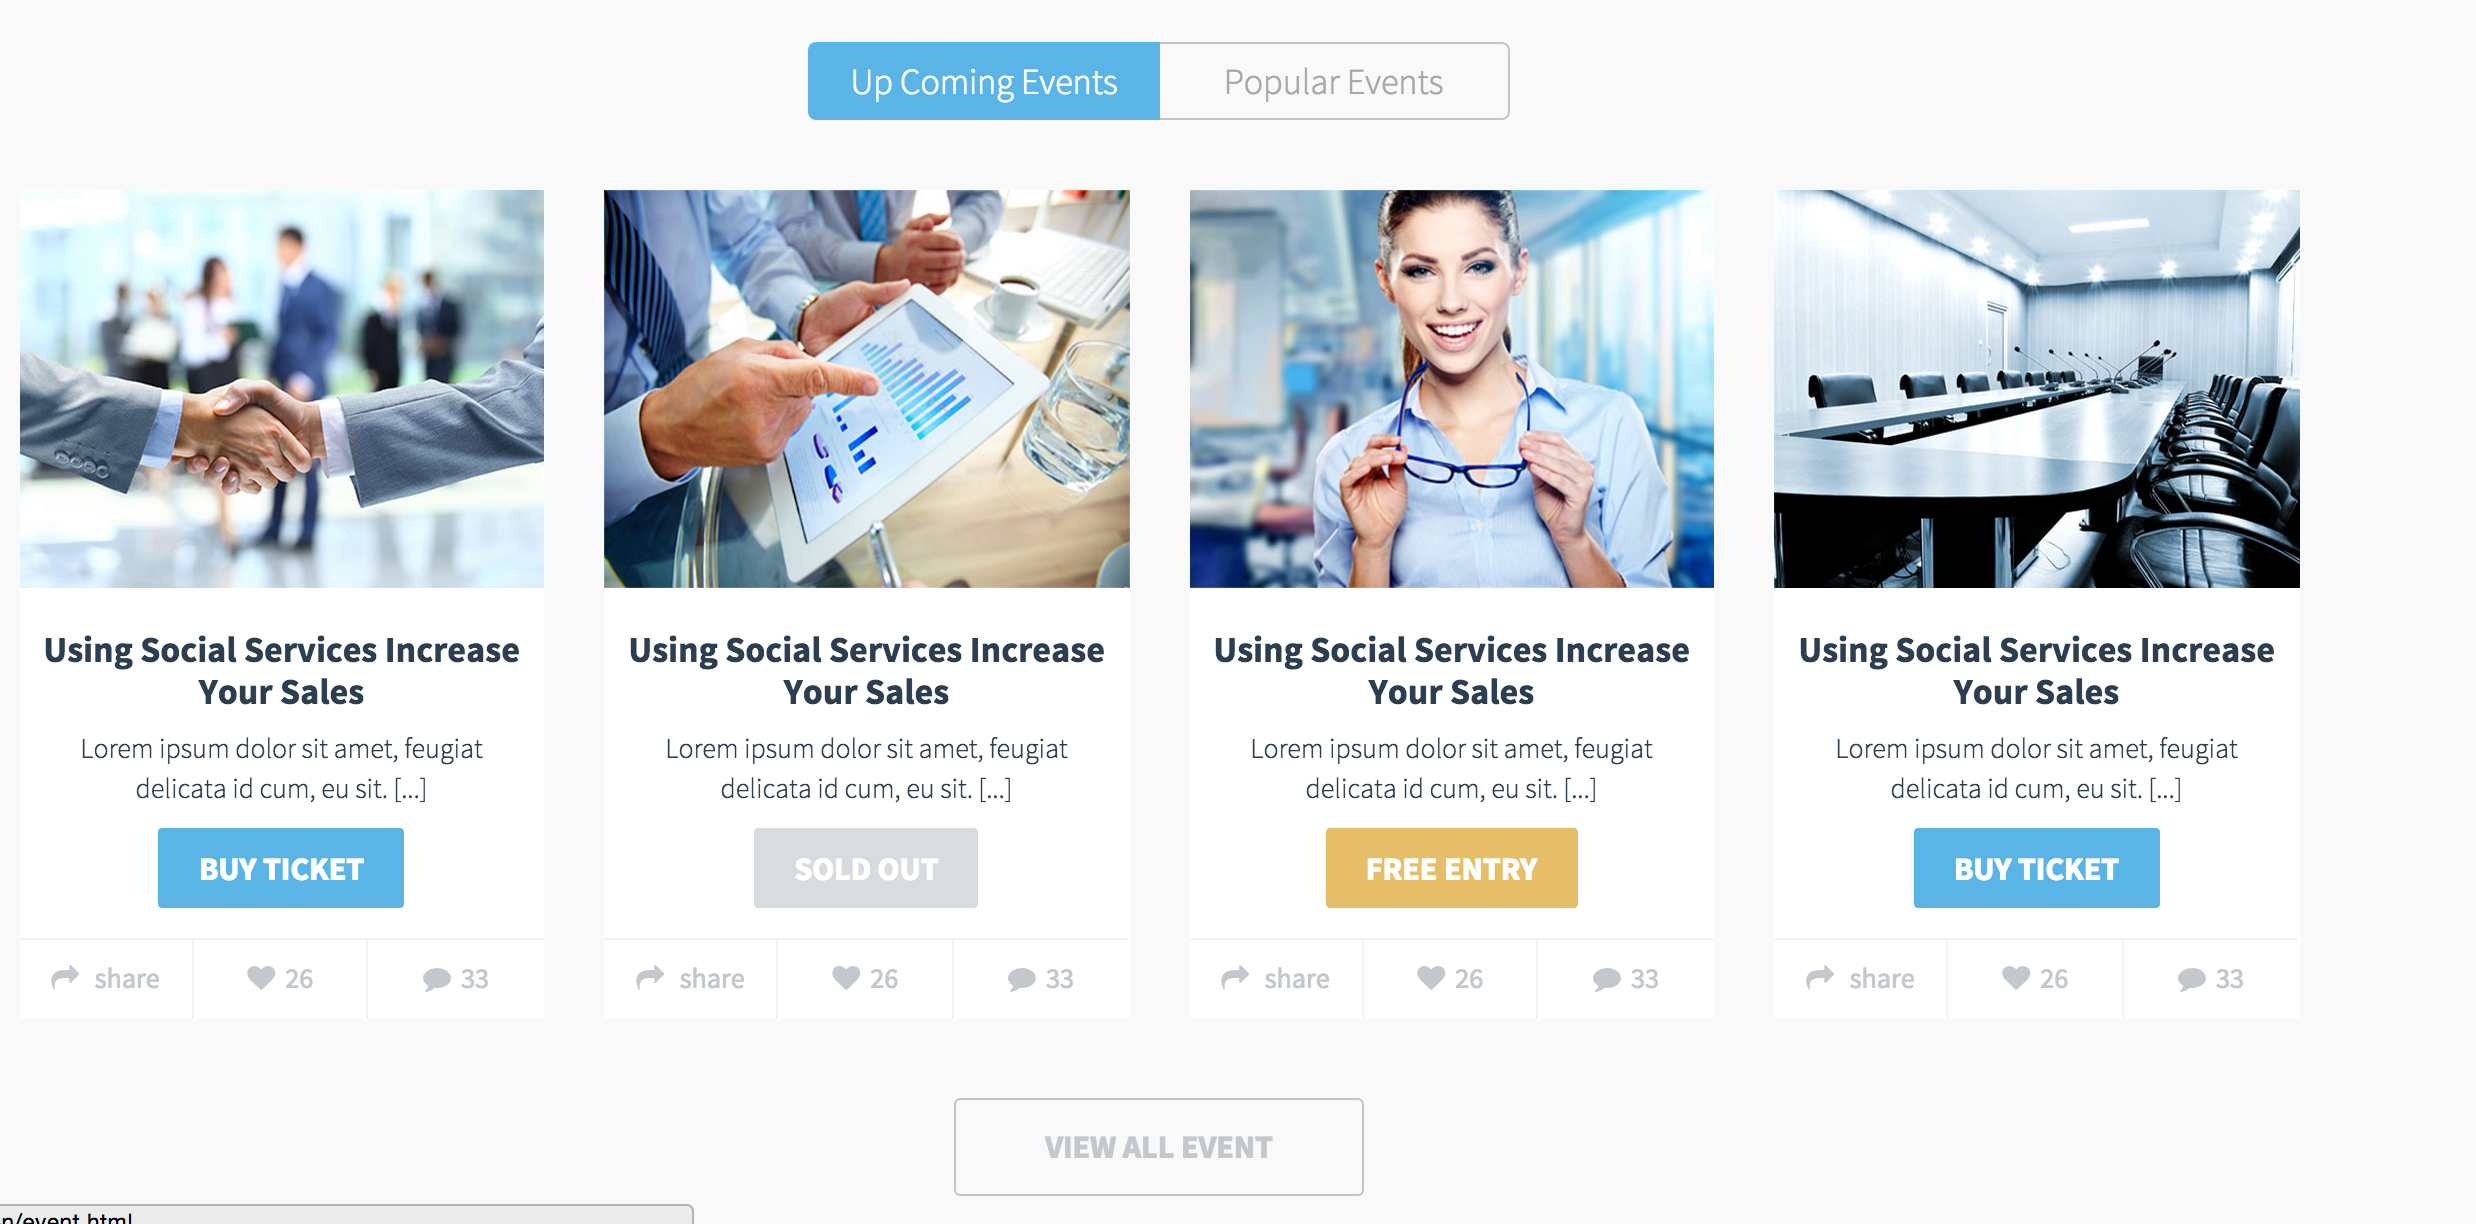 Up Coming Events
Popular Events
Using Social Services Increase
Your Sales
Lorem ipsum dolor sit amet, feugiat
delicata id cum, eu sit. [...]
BUY TICKET
share
26
33
Using Social Services Increase
Your Sales
Lorem ipsum dolor sit amet, feugiat
delicata id cum, eu sit. [...]
SOLD OUT
share
26
33
Using Social Services Increase
Your Sales
Lorem ipsum dolor sit amet, feugiat
delicata id cum, eu sit. [...]
FREE ENTRY
share
26
33
Using Social Services Increase
Your Sales
Lorem ipsum dolor sit amet, feugiat
delicata id cum, eu sit. [...]
BUY TICKET
share
26
33
VIEW ALL EVENT
n/event.html